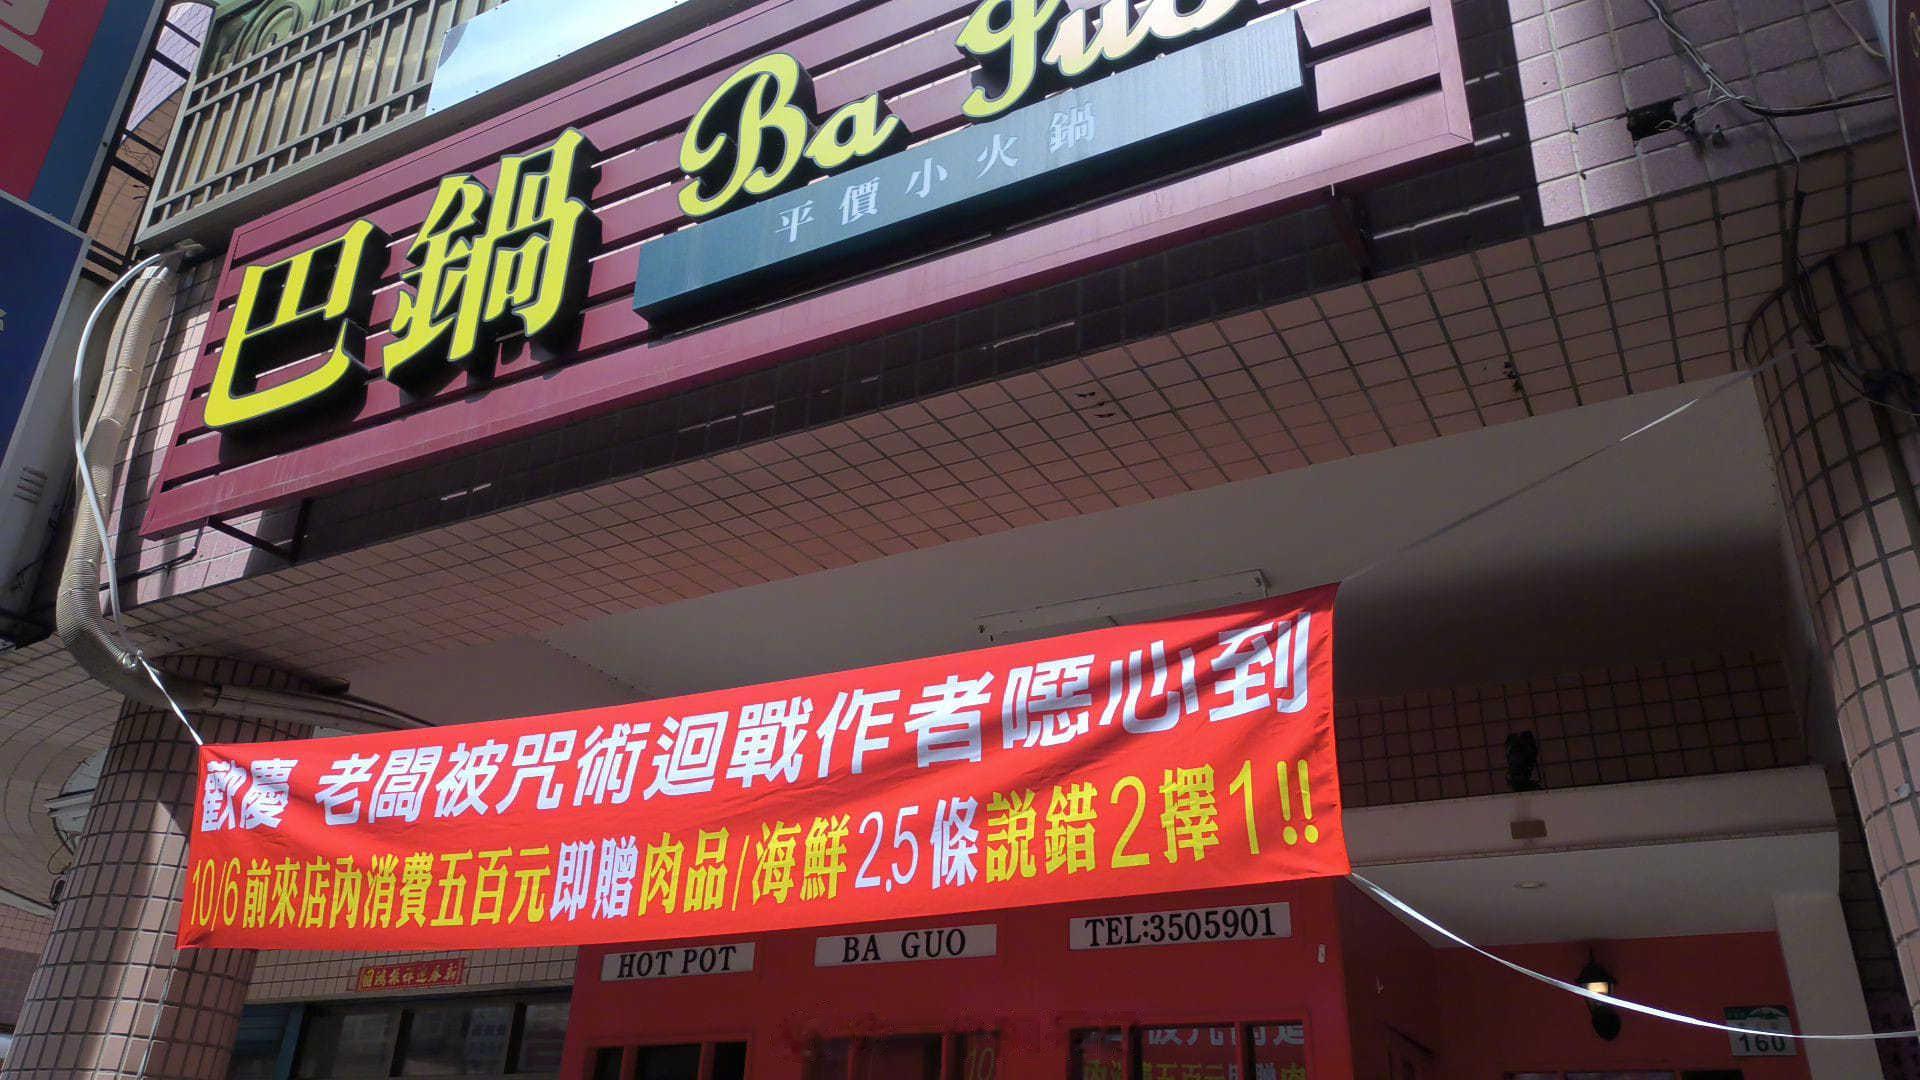 巴鍋 Ba Guo
平價小火鍋
歡慶 老闆被咒術迴戰作者噁心到
10/6前來店內消費五百元即贈肉品/海鮮2.5條說錯2擇1!!
HOT POT
BA GUO
TEL:3505901
160